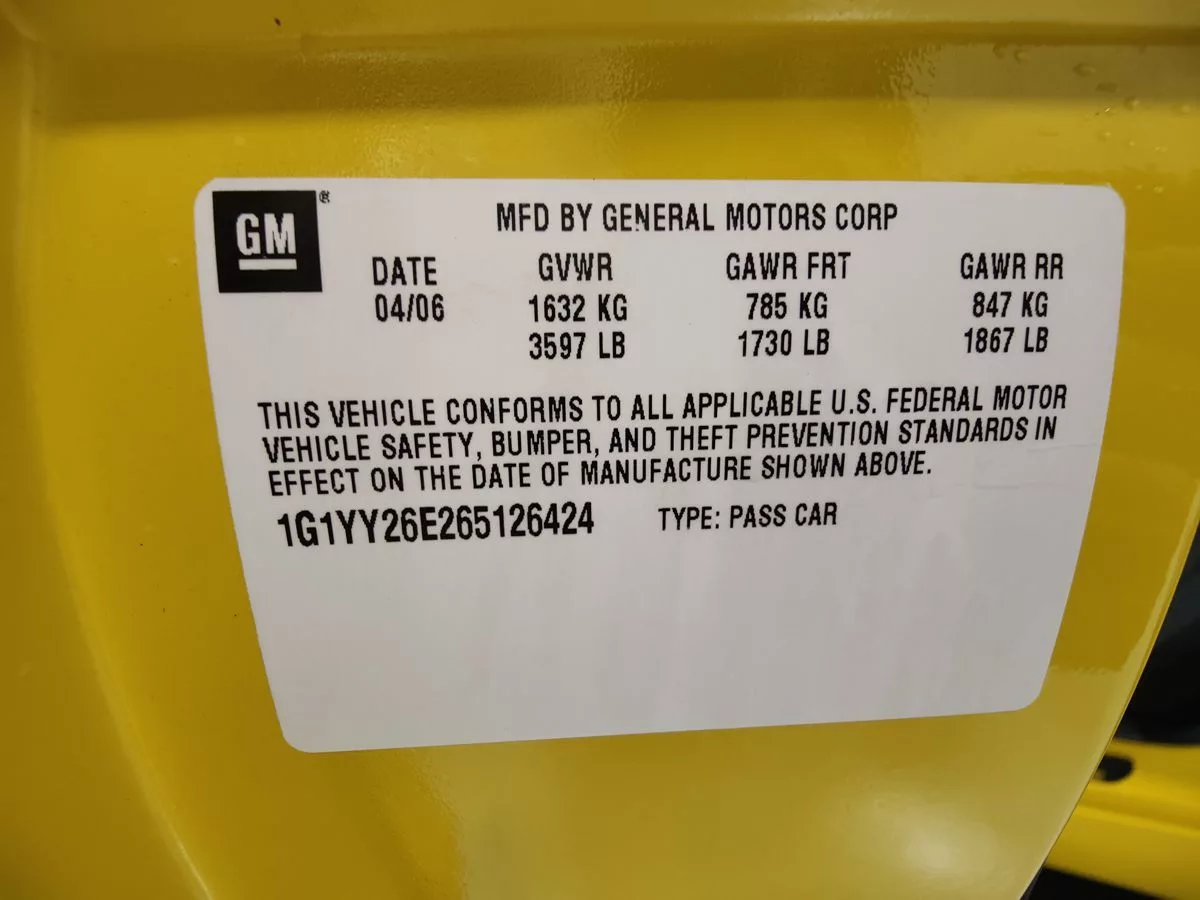 GM®
MFD BY GENERAL MOTORS CORP
DATE GVWR GAWR FRT GAWR RR
04/06 1632 KG 785 KG 847 KG
3597 LB 1730 LB 1867 LB
THIS VEHICLE CONFORMS TO ALL APPLICABLE U.S. FEDERAL MOTOR
VEHICLE SAFETY, BUMPER, AND THEFT PREVENTION STANDARDS IN
EFFECT ON THE DATE OF MANUFACTURE SHOWN ABOVE.
1G1YY26E265126424 TYPE: PASS CAR